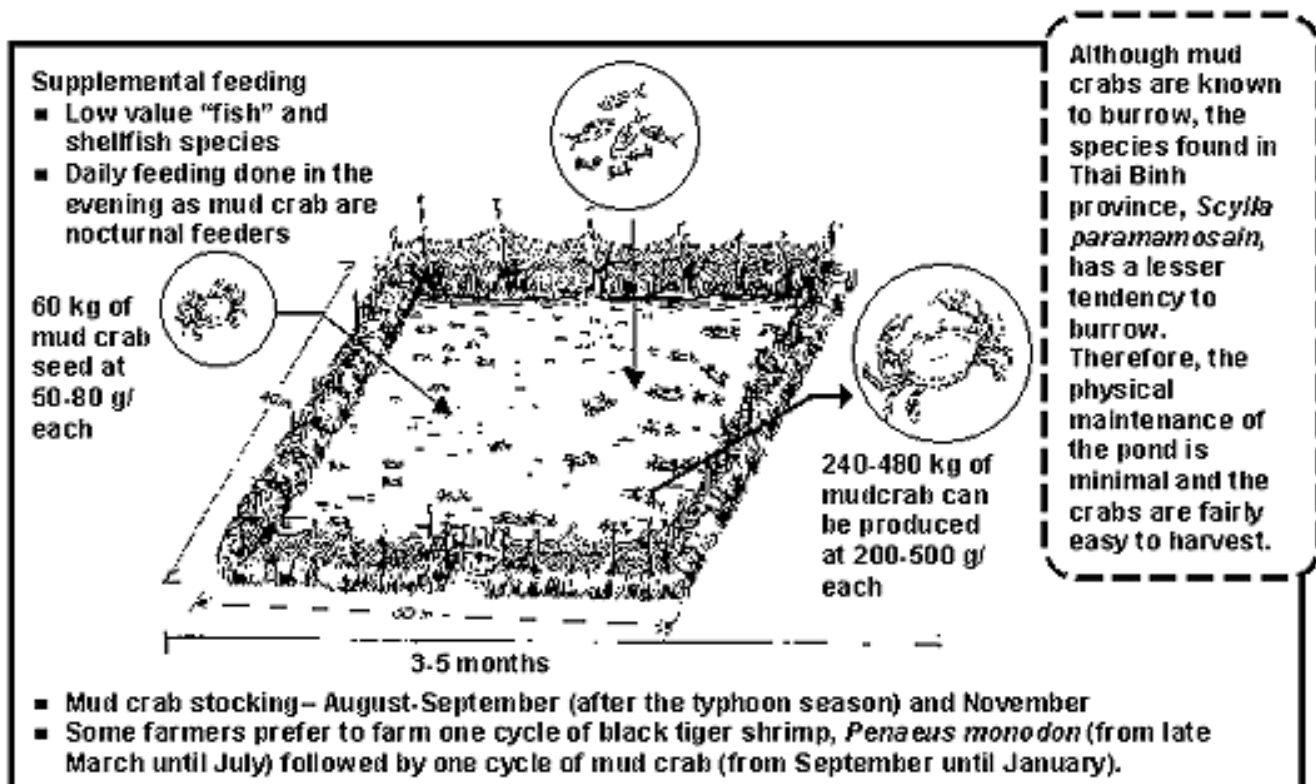 Supplemental feeding
▪ Low value “fish” and
shellfish species
▪ Daily feeding done in the
evening as mud crab are
nocturnal feeders
60 kg of
mud crab
seed at
50-80 g/
each
40m
240-480 kg of
mudcrab can
be produced
at 200-500 g/
each
3-5 months
Although mud
crabs are known
to burrow, the
species found in
Thai Binh
province, Scylla
paramamosain,
has a lesser
tendency to
burrow.
Therefore, the
physical
maintenance of
the pond is
minimal and the
crabs are fairly
easy to harvest.
▪ Mud crab stocking– August-September (after the typhoon season) and November
▪ Some farmers prefer to farm one cycle of black tiger shrimp, Penaeus monodon (from late
March until July) followed by one cycle of mud crab (from September until January).